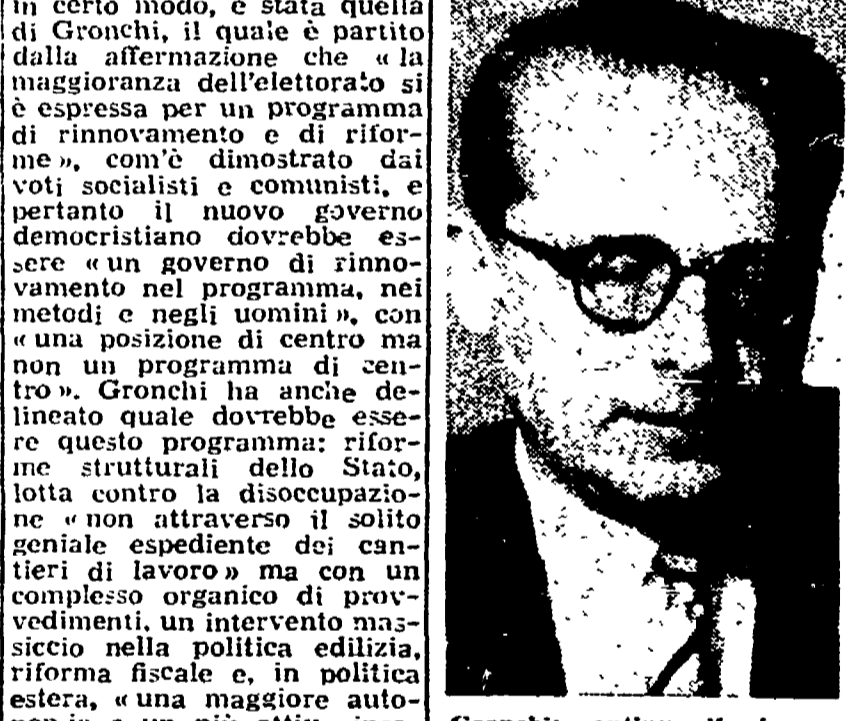 in certo modo, è stata quella
di Gronchi, il quale è partito
dalla affermazione che « la
maggioranza dell'elettorato si
è espressa per un programma
di rinnovamento e di rifor-
me », com'è dimostrato dai
voti socialisti e comunisti, e
pertanto il nuovo governo
democristiano dovrebbe es-
sere « un governo di rinno-
vamento nel programma, nei
metodi e negli uomini », con
« una posizione di centro ma
non un programma di cen-
tro ». Gronchi ha anche de-
lineato quale dovrebbe esse-
re questo programma: rifor-
me strutturali dello Stato,
lotta contro la disoccupazio-
ne « non attraverso il solito
geniale espediente dei can-
tieri di lavoro » ma con un
complesso organico di prov-
vedimenti, un intervento mas-
siccio nella politica edilizia,
riforma fiscale e, in politica
estera, « una maggiore auto-